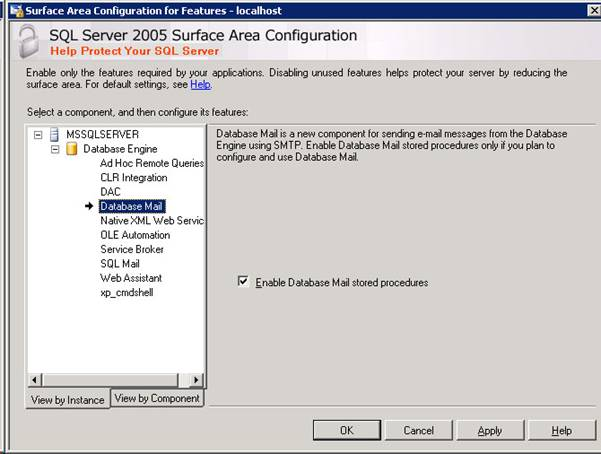 Surface Area Configuration for Features - localhost
SQL Server 2005 Surface Area Configuration
Help Protect Your SQL Server
Enable only the features required by your applications. Disabling unused features helps protect your server by reducing the
surface area. For default settings, see Help.
Select a component, and then configure its features:
MSSQLSERVER
Database Engine
Ad Hoc Remote Queries
CLR Integration
DAC
Database Mail
Native XML Web Servic
OLE Automation
Service Broker
SQL Mail
Web Assistant
xp_cmdshell
View by Instance
View by Component
Database Mail is a new component for sending e-mail messages from the Database
Engine using SMTP. Enable Database Mail stored procedures only if you plan to
configure and use Database Mail.
Enable Database Mail stored procedures
OK
Cancel
Apply
Help